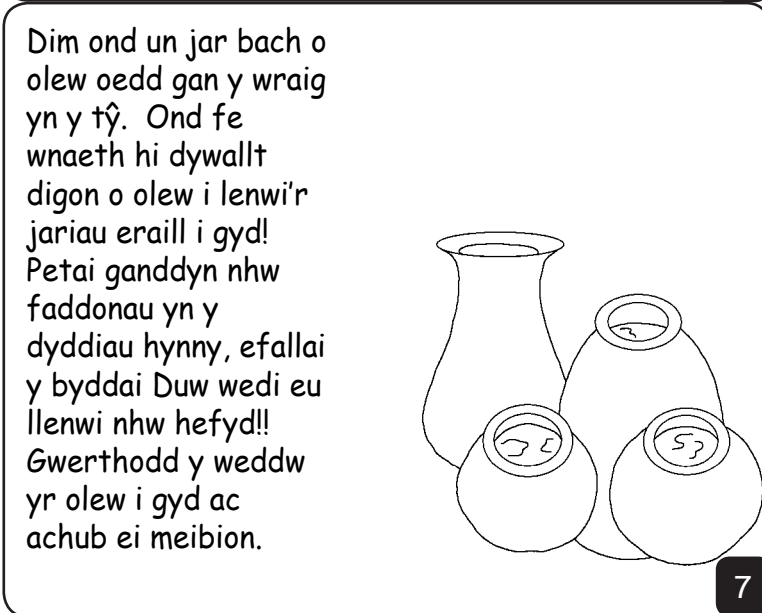 Dim ond un jar bach o
olew oedd gan y wraig
yn y tŷ.  Ond fe
wnaeth hi dywallt
digon o olew i lenwi'r
jariau eraill i gyd!
Petai ganddyn nhw
faddonau yn y
dyddiau hynny, efallai
y byddai Duw wedi eu
llenwi nhw hefyd!!
Gwerthodd y weddw
yr olew i gyd ac
achub ei meibion.
7